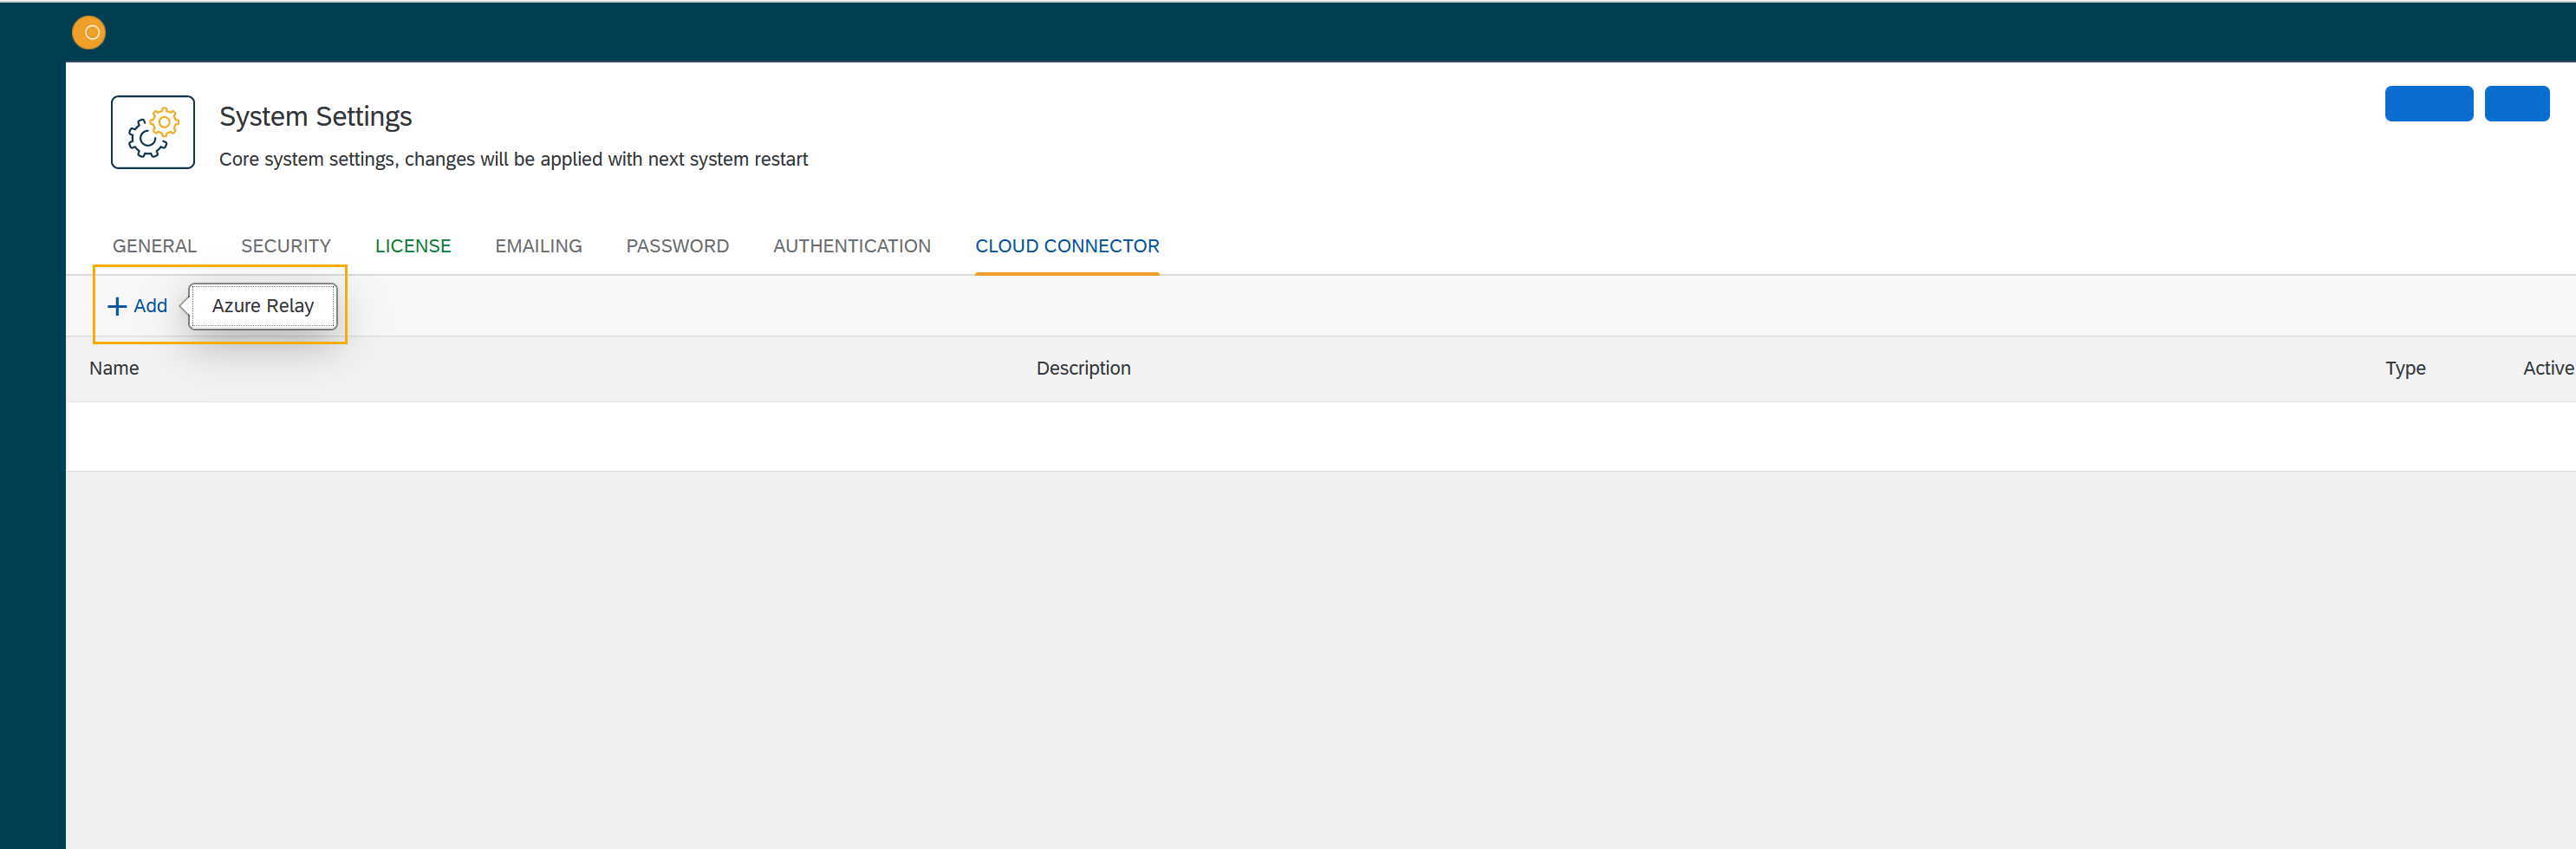 System Settings
Core system settings, changes will be applied with next system restart
GENERAL SECURITY LICENSE EMAILING PASSWORD AUTHENTICATION CLOUD CONNECTOR
Add Azure Relay
Name Description Type Active